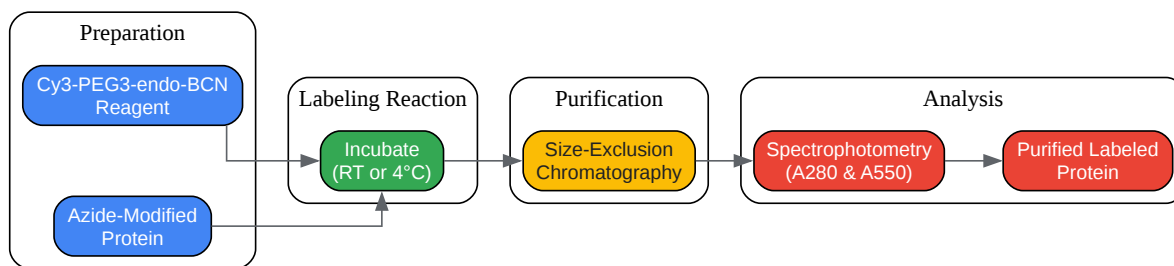 Preparation
Cy3-PEG3-endo-BCN
Reagent
Azide-Modified
Protein
Labeling Reaction
Incubate
(RT or 4°C)
Purification
Size-Exclusion
Chromatography
Analysis
Spectrophotometry
(A280 & A550)
Purified Labeled
Protein